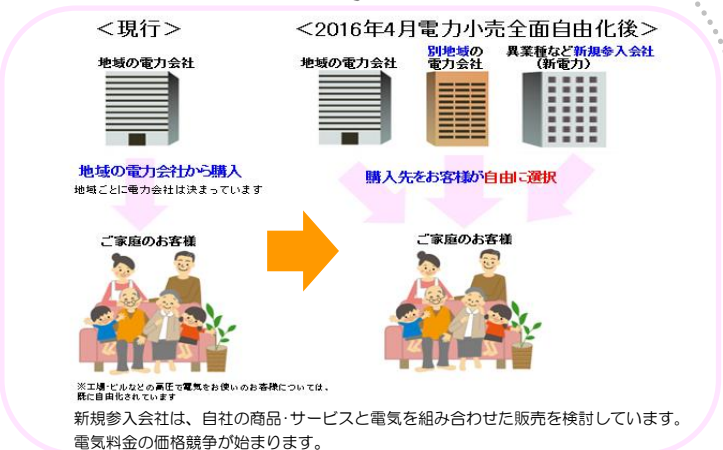 <現行>
<2016年4月電力小売全面自由化後>
地域の電力会社
地域の電力会社
別地域の
電力会社
異業種など新規参入会社
(新電力)
地域の電力会社から購入
地域ごとに電力会社は決まっています
購入先をお客様が自由に選択
ご家庭のお客様
ご家庭のお客様
※工場・ビルなどの高圧で電気をお使いのお客様については、
既に自由化されています
新規参入会社は、自社の商品・サービスと電気を組み合わせた販売を検討しています。
電気料金の価格競争が始まります。